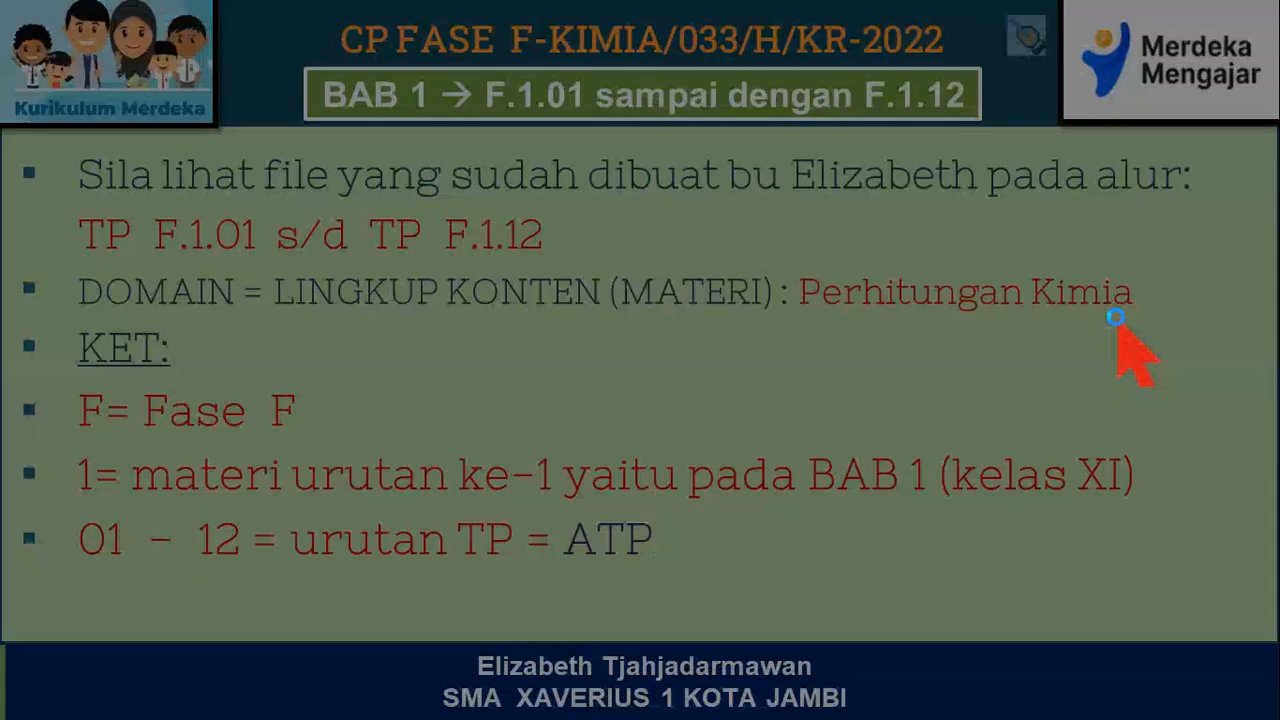 CP FASE F-KIMIA/033/H/KR-2022
BAB 1 → F.1.01 sampai dengan F.1.12
Kurikulum Merdeka
Merdeka
Mengajar
Sila lihat file yang sudah dibuat bu Elizabeth pada alur:
TP F.1.01 s/d TP F.1.12
DOMAIN = LINGKUP KONTEN (MATERI) : Perhitungan Kimia
KET:
F= Fase F
1= materi urutan ke-1 yaitu pada BAB 1 (kelas XI)
01 - 12 = urutan TP = ATP
Elizabeth Tjahjadarmawan
SMA XAVERIUS 1 KOTA JAMBI